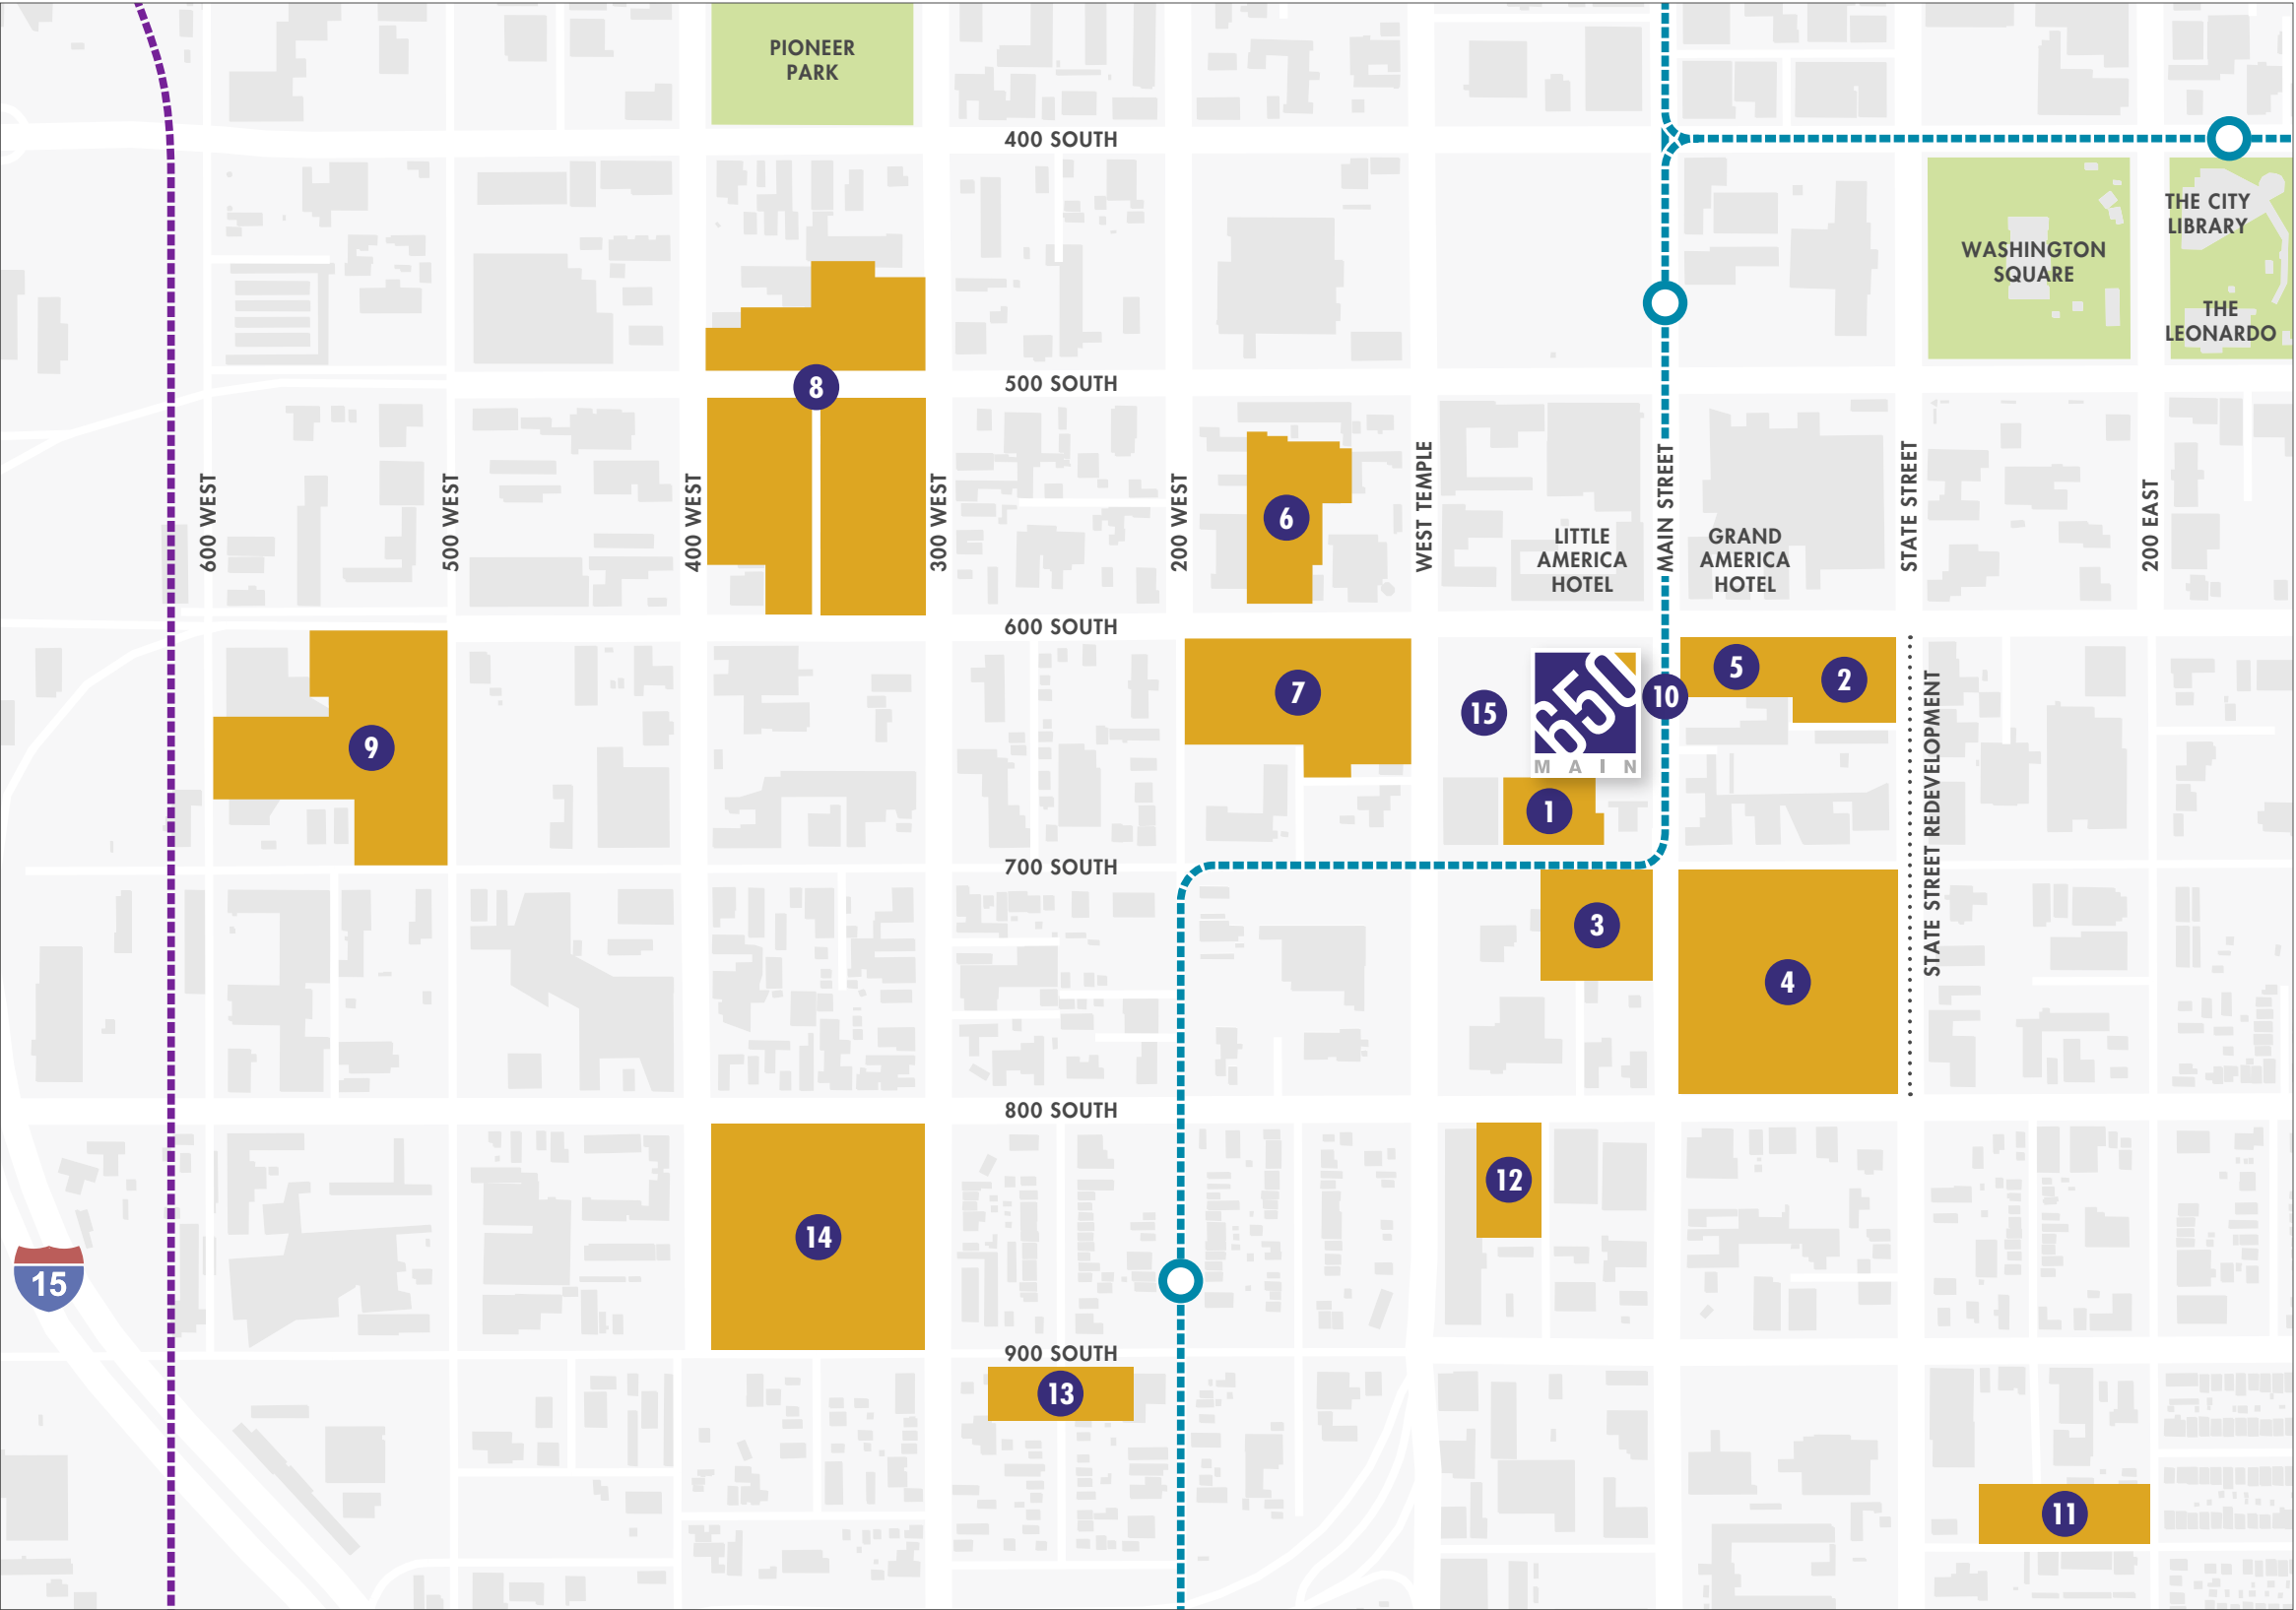 PIONEER
PARK
400 SOUTH
THE CITY
LIBRARY
WASHINGTON
SQUARE
THE
LEONARDO
8
500 SOUTH
600 WEST
500 WEST
400 WEST
300 WEST
200 WEST
6
WEST TEMPLE
LITTLE
AMERICA
HOTEL
MAIN STREET
GRAND
AMERICA
HOTEL
STATE STREET
200 EAST
600 SOUTH
9
7
15
650
MAIN
10
5
2
1
STATE STREET REDEVELOPMENT
700 SOUTH
3
4
800 SOUTH
12
14
15
900 SOUTH
13
11